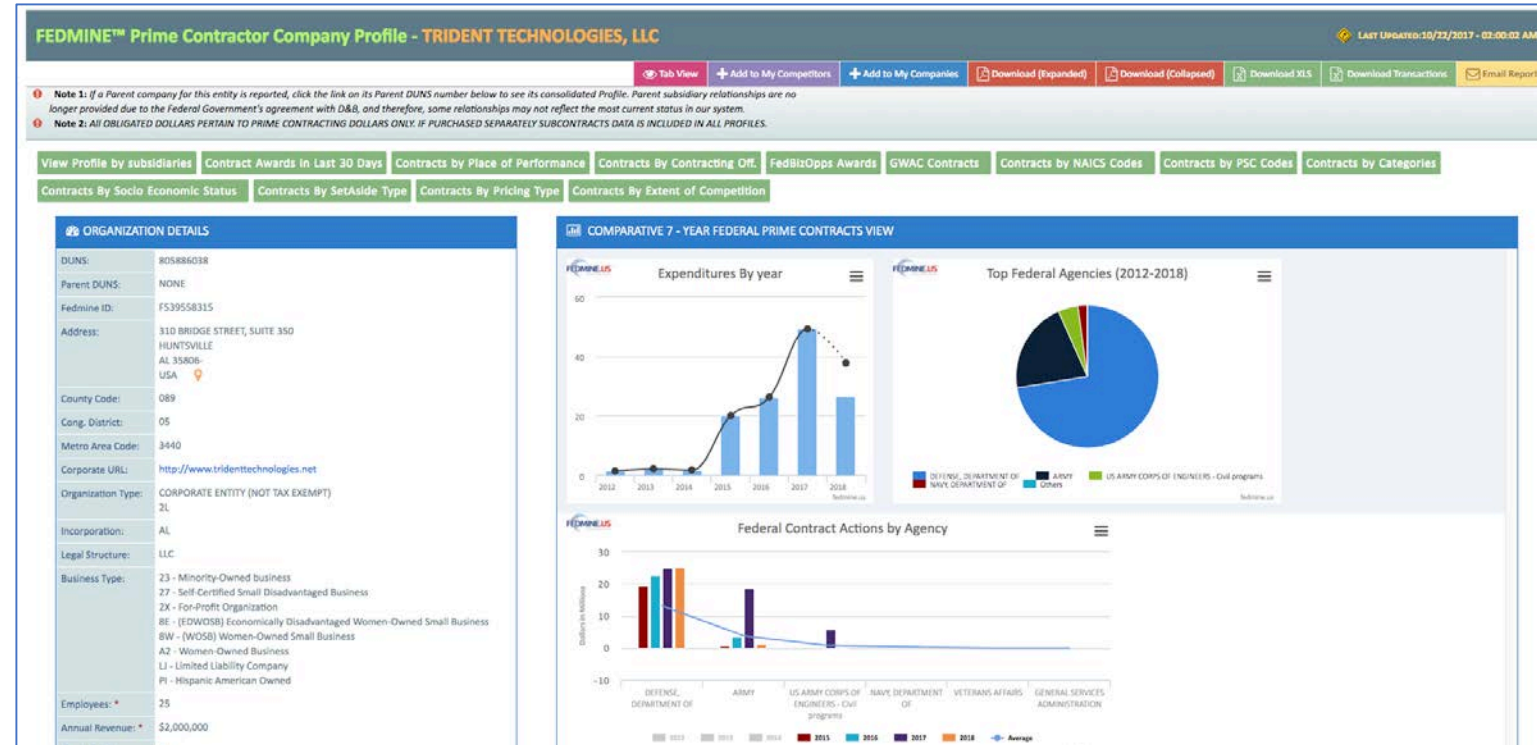 FEDMINE™ Prime Contractor Company Profile - TRIDENT TECHNOLOGIES, LLC
LAST UPDATED:10/22/2017 - 02:00:02 AM
Tab View
Add to My Competitors
Add to My Companies
Download (Expanded)
Download (Collapsed)
Download XLS
Download Transactions
Email Report
Note 1: If a Parent company for this entity is reported, click the link on its Parent DUNS number below to see its consolidated Profile. Parent subsidiary relationships are no
longer provided due to the Federal Government's agreement with D&B, and therefore, some relationships may not reflect the most current status in our system.
Note 2: All OBLIGATED DOLLARS PERTAIN TO PRIME CONTRACTING DOLLARS ONLY. IF PURCHASED SEPARATELY SUBCONTRACTS DATA IS INCLUDED IN ALL PROFILES.
View Profile by subsidiaries
Contract Awards in Last 30 Days
Contracts by Place of Performance
Contracts By Contracting Off.
FedBizOpps Awards
GWAC Contracts
Contracts by NAICS Codes
Contracts by PSC Codes
Contracts by Categories
Contracts By Socio Economic Status
Contracts By SetAside Type
Contracts By Pricing Type
Contracts By Extent of Competition
ORGANIZATION DETAILS
DUNS: 805886038
Parent DUNS: NONE
Fedmine ID: F539558315
Address: 310 BRIDGE STREET, SUITE 350
HUNTSVILLE
AL 35806-
USA
County Code: 089
Cong. District: 05
Metro Area Code: 3440
Corporate URL: http://www.tridenttechnologies.net
Organization Type: CORPORATE ENTITY (NOT TAX EXEMPT)
2L
Incorporation: AL
Legal Structure: LLC
Business Type: 23 - Minority-Owned business
27 - Self-Certified Small Disadvantaged Business
2X - For-Profit Organization
8E - (EDWOSB) Economically Disadvantaged Women-Owned Small Business
8W - (WOSB) Women-Owned Small Business
A2 - Women-Owned Business
LJ - Limited Liability Company
PI - Hispanic American Owned
Employees: * 25
Annual Revenue: * $2,000,000
COMPARATIVE 7 - YEAR FEDERAL PRIME CONTRACTS VIEW
FEDMINE.US
Expenditures By year
60
40
20
0
2012 2013 2014 2015 2016 2017 2018
fedmine.us
FEDMINE.US
Top Federal Agencies (2012-2018)
DEFENSE, DEPARTMENT OF
ARMY
US ARMY CORPS OF ENGINEERS - Civil programs
NAVY, DEPARTMENT OF
Others
fedmine.us
FEDMINE.US
Federal Contract Actions by Agency
Dollars in Millions
30
20
10
0
-10
DEFENSE, DEPARTMENT OF
ARMY
US ARMY CORPS OF ENGINEERS - Civil programs
NAVY, DEPARTMENT OF
VETERANS AFFAIRS
GENERAL SERVICES ADMINISTRATION
2012 2013 2014 2015 2016 2017 2018 Average